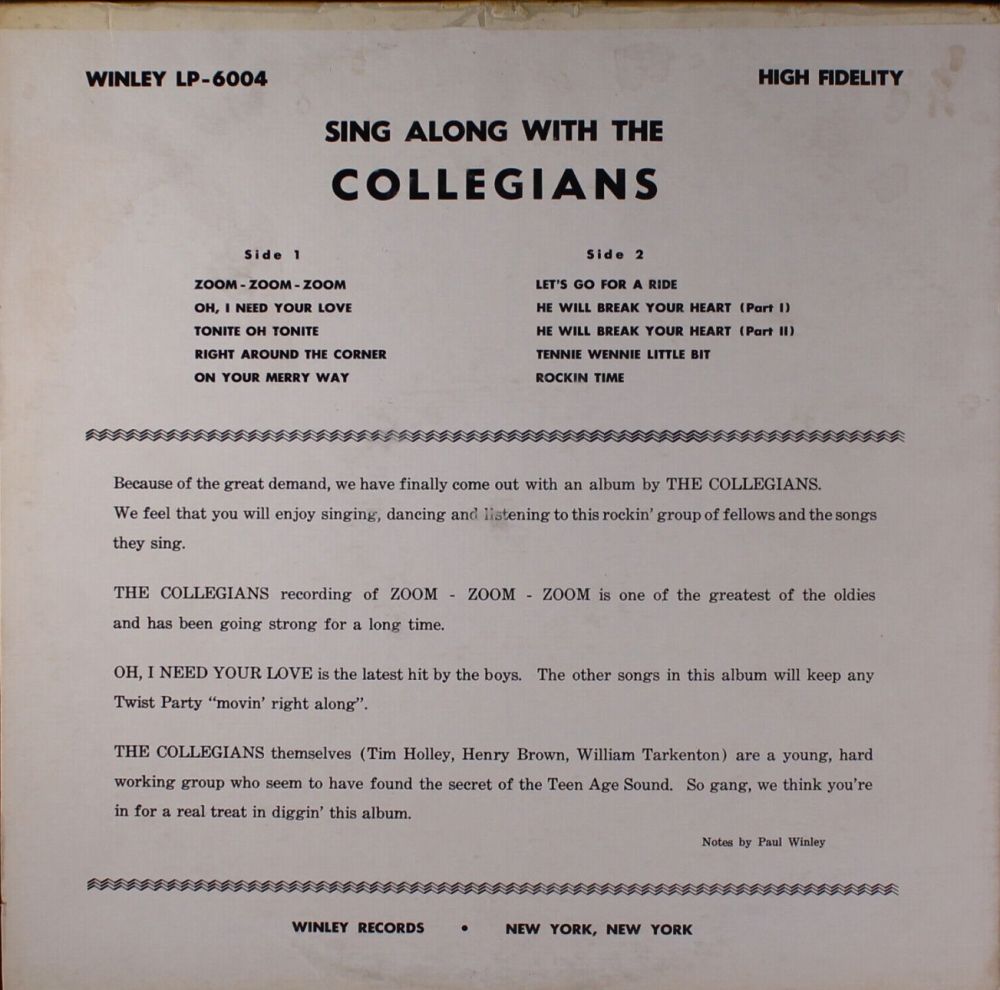 WINLEY LP-6004 HIGH FIDELITY
SING ALONG WITH THE
COLLEGIANS
Side 1
ZOOM - ZOOM - ZOOM
OH, I NEED YOUR LOVE
TONITE OH TONITE
RIGHT AROUND THE CORNER
ON YOUR MERRY WAY
Side 2
LET'S GO FOR A RIDE
HE WILL BREAK YOUR HEART (Part I)
HE WILL BREAK YOUR HEART (Part II)
TENNIE WENNIE LITTLE BIT
ROCKIN TIME
Because of the great demand, we have finally come out with an album by THE COLLEGIANS.
We feel that you will enjoy singing, dancing and listening to this rockin' group of fellows and the songs
they sing.
THE COLLEGIANS recording of ZOOM - ZOOM - ZOOM is one of the greatest of the oldies
and has been going strong for a long time.
OH, I NEED YOUR LOVE is the latest hit by the boys. The other songs in this album will keep any
Twist Party "movin' right along".
THE COLLEGIANS themselves (Tim Holley, Henry Brown, William Tarkenton) are a young, hard
working group who seem to have found the secret of the Teen Age Sound. So gang, we think you're
in for a real treat in diggin' this album.
Notes by Paul Winley
WINLEY RECORDS • NEW YORK, NEW YORK